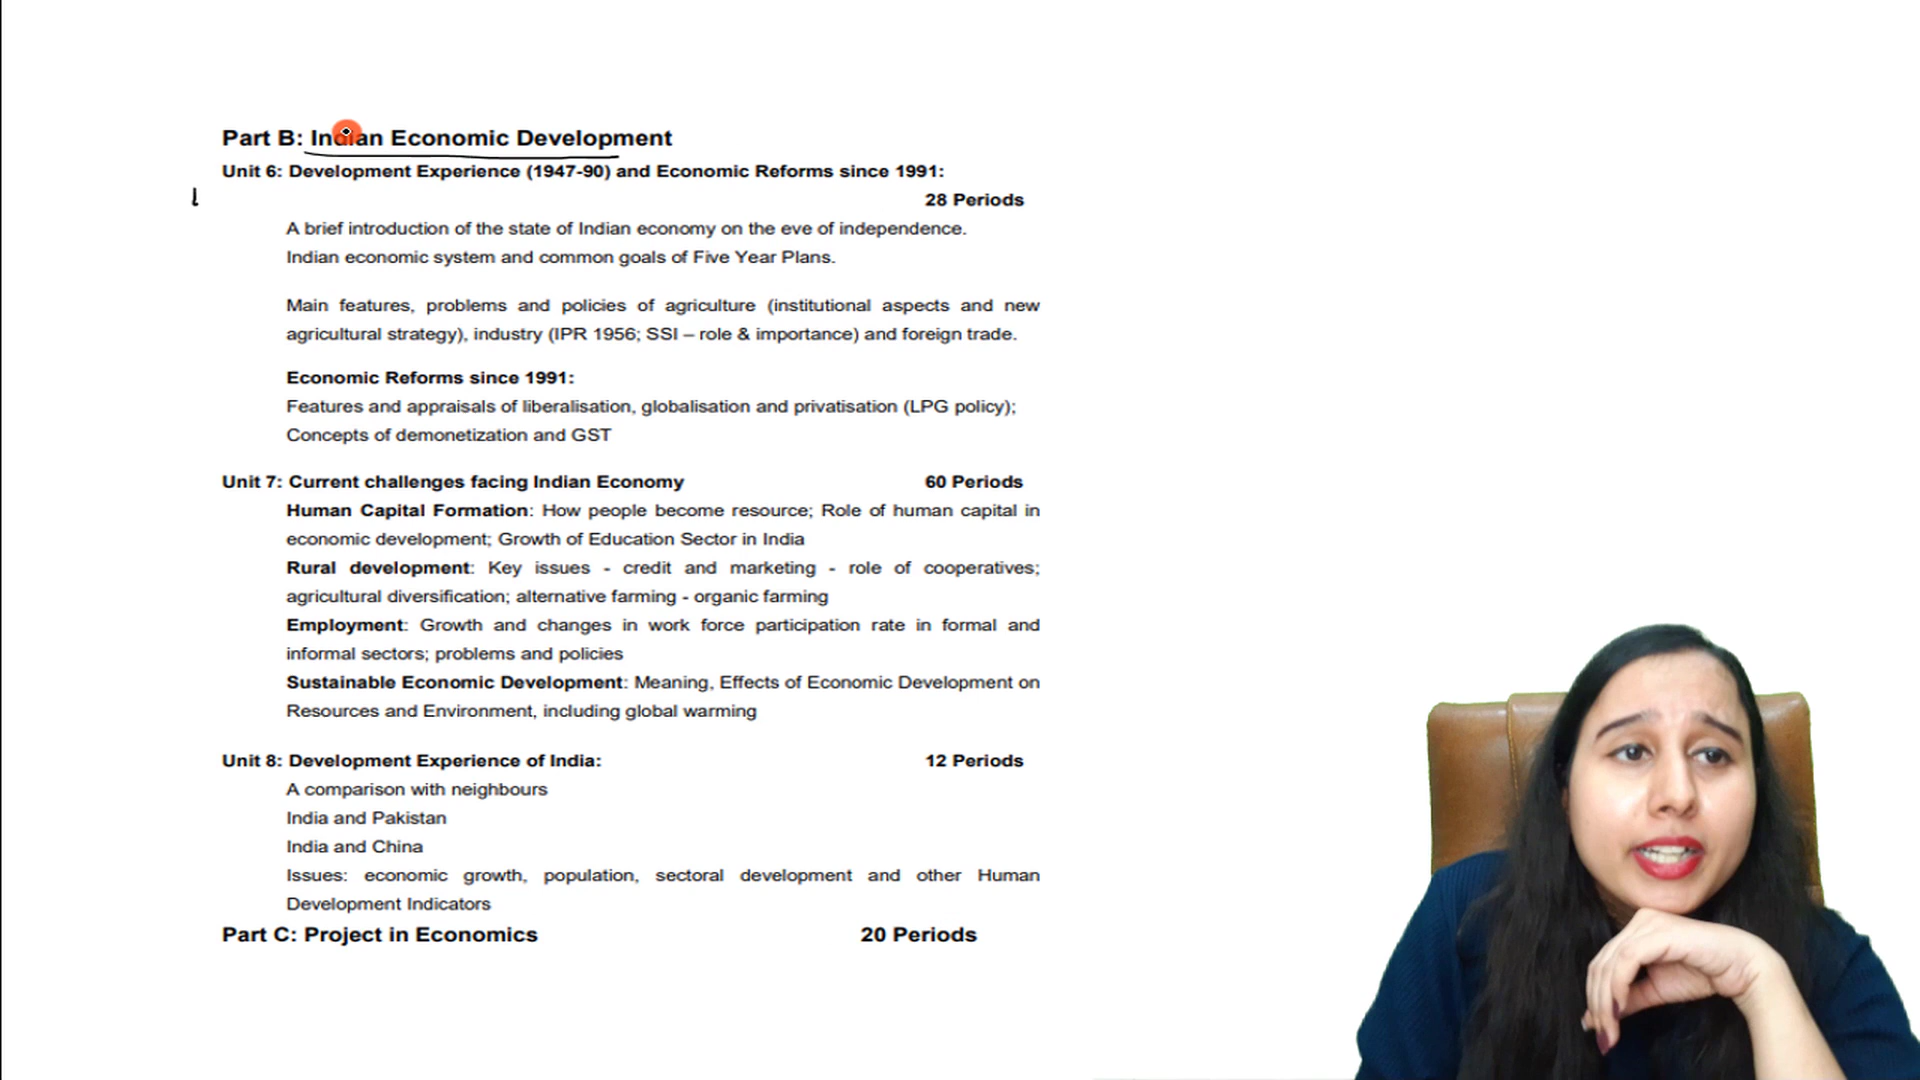 Part B: Indian Economic Development
Unit 6: Development Experience (1947-90) and Economic Reforms since 1991:
28 Periods
A brief introduction of the state of Indian economy on the eve of independence.
Indian economic system and common goals of Five Year Plans.
Main features, problems and policies of agriculture (institutional aspects and new
agricultural strategy), industry (IPR 1956; SSI – role & importance) and foreign trade.
Economic Reforms since 1991:
Features and appraisals of liberalisation, globalisation and privatisation (LPG policy);
Concepts of demonetization and GST
Unit 7: Current challenges facing Indian Economy 60 Periods
Human Capital Formation: How people become resource; Role of human capital in
economic development; Growth of Education Sector in India
Rural development: Key issues - credit and marketing - role of cooperatives;
agricultural diversification; alternative farming - organic farming
Employment: Growth and changes in work force participation rate in formal and
informal sectors; problems and policies
Sustainable Economic Development: Meaning, Effects of Economic Development on
Resources and Environment, including global warming
Unit 8: Development Experience of India: 12 Periods
A comparison with neighbours
India and Pakistan
India and China
Issues: economic growth, population, sectoral development and other Human
Development Indicators
Part C: Project in Economics 20 Periods